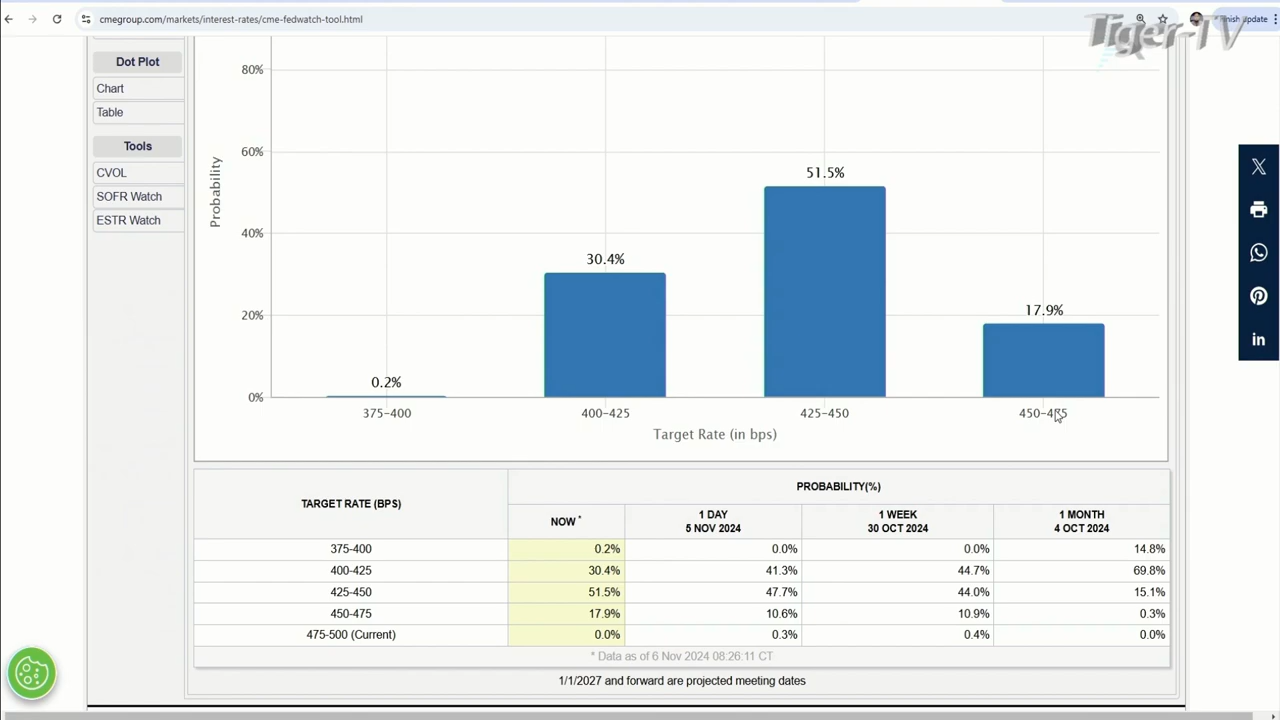 cmegroup.com/markets/interest-rates/cme-fedwatch-tool.html
Tiger-TV
Dot Plot
Chart
Table
Tools
CVOL
SOFR Watch
ESTR Watch
Probability
80%
60%
40%
20%
0%
0.2%
30.4%
51.5%
17.9%
375-400
400-425
425-450
Target Rate (in bps)
TARGET RATE (BPS)
PROBABILITY(%)
NOW *
1 DAY
5 NOV 2024
1 WEEK
30 OCT 2024
1 MONTH
4 OCT 2024
375-400 0.2% 0.0% 0.0% 14.8%
400-425 30.4% 41.3% 44.7% 69.8%
425-450 51.5% 47.7% 44.0% 15.1%
450-475 17.9% 10.6% 10.9% 0.3%
475-500 (Current) 0.0% 0.3% 0.4% 0.0%
* Data as of 6 Nov 2024 08:26:11 CT
1/1/2027 and forward are projected meeting dates